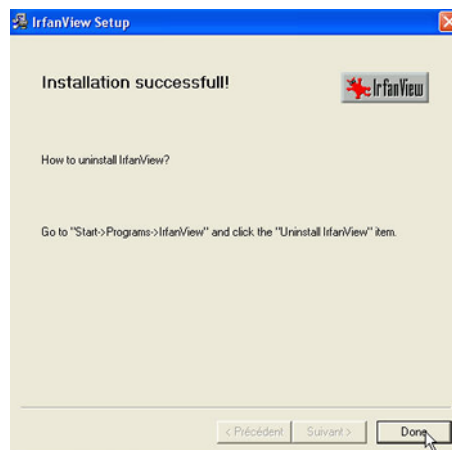 IrfanView Setup
Installation successfull!
IrfanView
How to uninstall IrfanView?
Go to "Start->Programs->IrfanView" and click the "Uninstall IrfanView" item.
< Précédent
Suivant >
Done